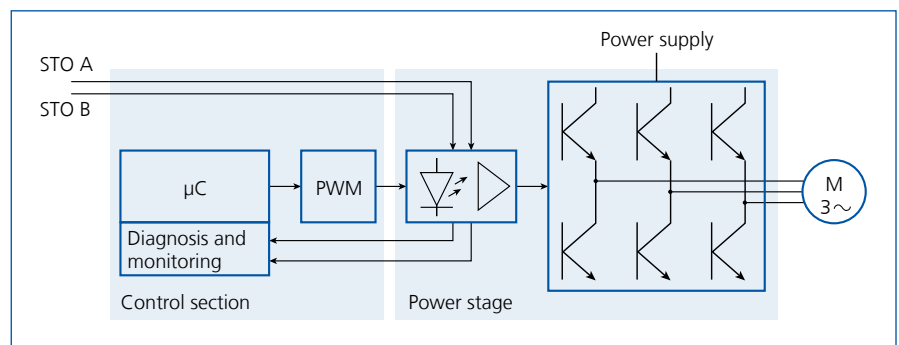 Power supply
STO A
STO B
µC
PWM
M
3~
Diagnosis and
monitoring
Control section
Power stage